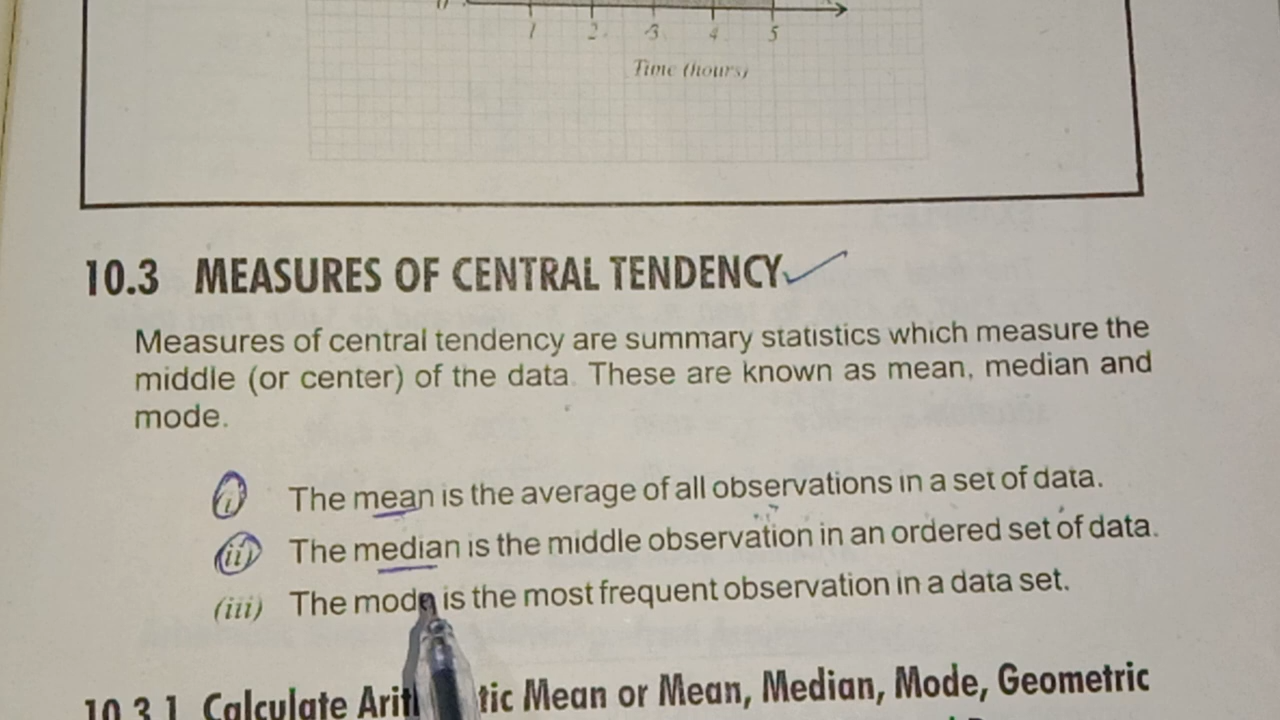 1 2 3 4 5
Time (hours)
10.3 MEASURES OF CENTRAL TENDENCY
Measures of central tendency are summary statistics which measure the
middle (or center) of the data. These are known as mean, median and
mode.
(i) The mean is the average of all observations in a set of data.
(ii) The median is the middle observation in an ordered set of data.
(iii) The mode is the most frequent observation in a data set.
10.3.1 Calculate tic Mean or Mean, Median, Mode, Geometric